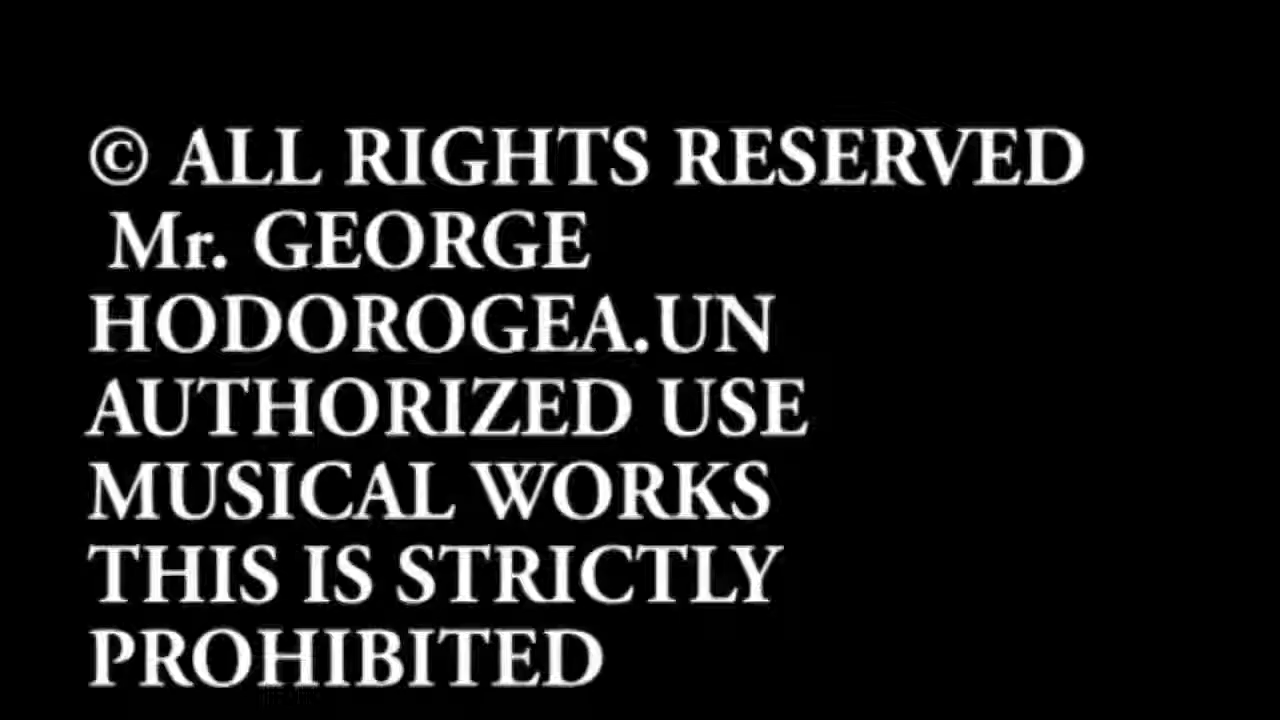 © ALL RIGHTS RESERVED
Mr. GEORGE
HODOROGEA.UN
AUTHORIZED USE
MUSICAL WORKS
THIS IS STRICTLY
PROHIBITED